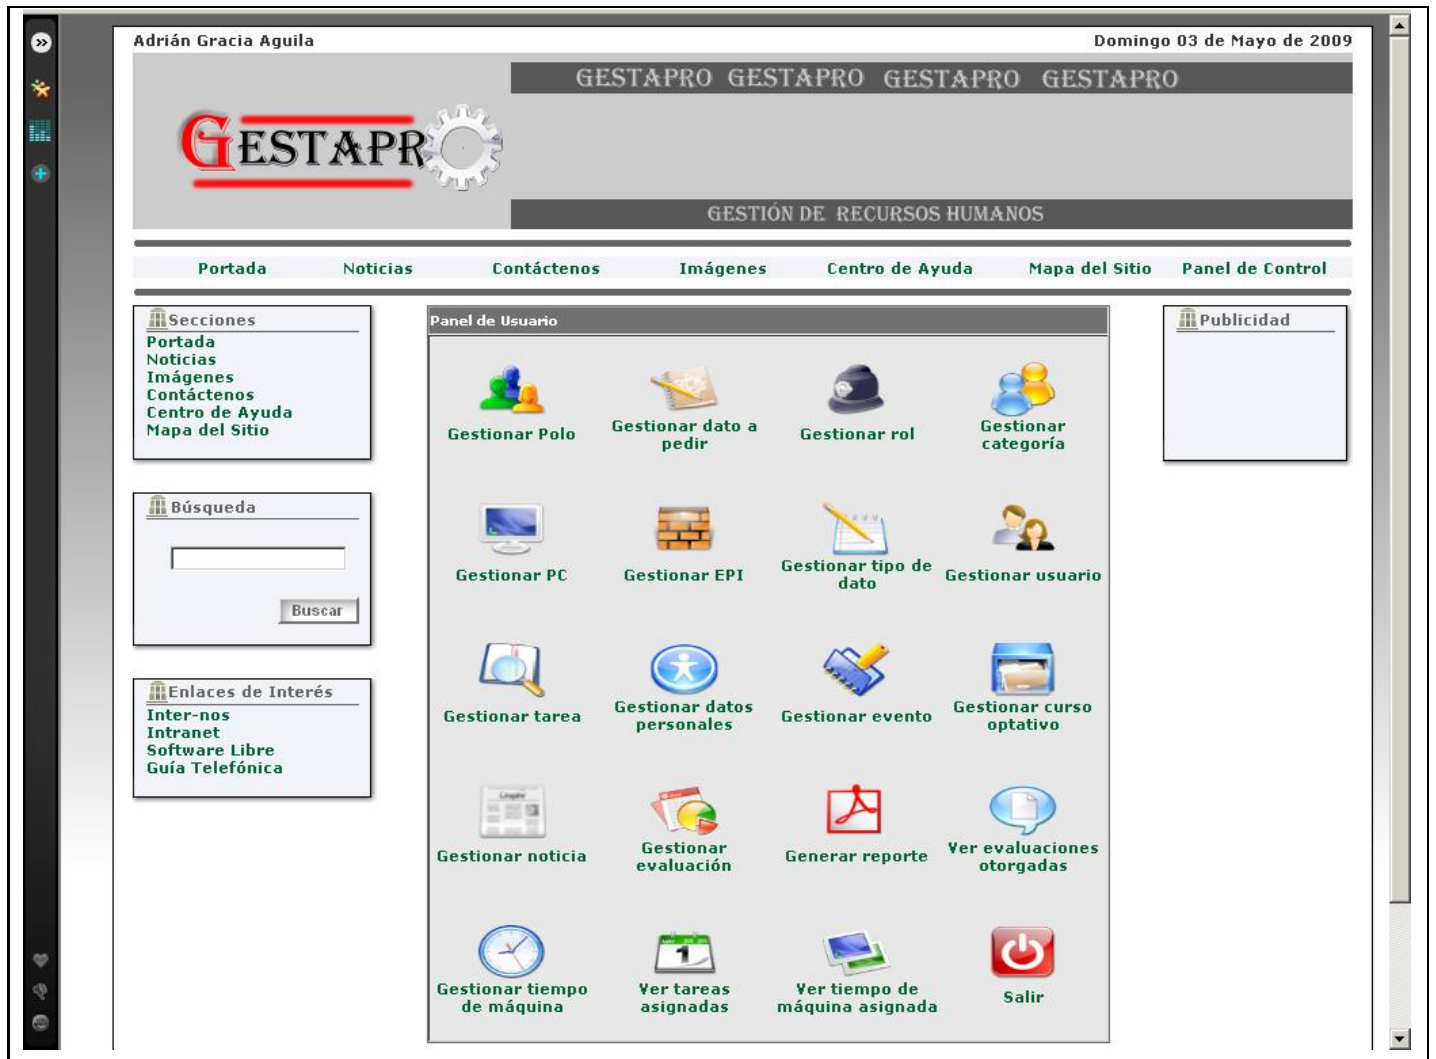 Adrián Gracia Aguila
Domingo 03 de Mayo de 2009
GESTAPRO GESTAPRO GESTAPRO GESTAPRO
GESTAPR
GESTIÓN DE RECURSOS HUMANOS
Portada Noticias Contáctenos Imágenes Centro de Ayuda Mapa del Sitio Panel de Control
Secciones
Portada
Noticias
Imágenes
Contáctenos
Centro de Ayuda
Mapa del Sitio
Búsqueda
Buscar
Enlaces de Interés
Inter-nos
Intranet
Software Libre
Guía Telefónica
Panel de Usuario
Gestionar Polo
Gestionar dato a
pedir
Gestionar rol
Gestionar
categoría
Gestionar PC
Gestionar EPI
Gestionar tipo de
dato
Gestionar usuario
Gestionar tarea
Gestionar datos
personales
Gestionar evento
Gestionar curso
optativo
Gestionar noticia
Gestionar
evaluación
Generar reporte
Ver evaluaciones
otorgadas
Gestionar tiempo
de máquina
1
Ver tareas
asignadas
Ver tiempo de
máquina asignada
Salir
Publicidad